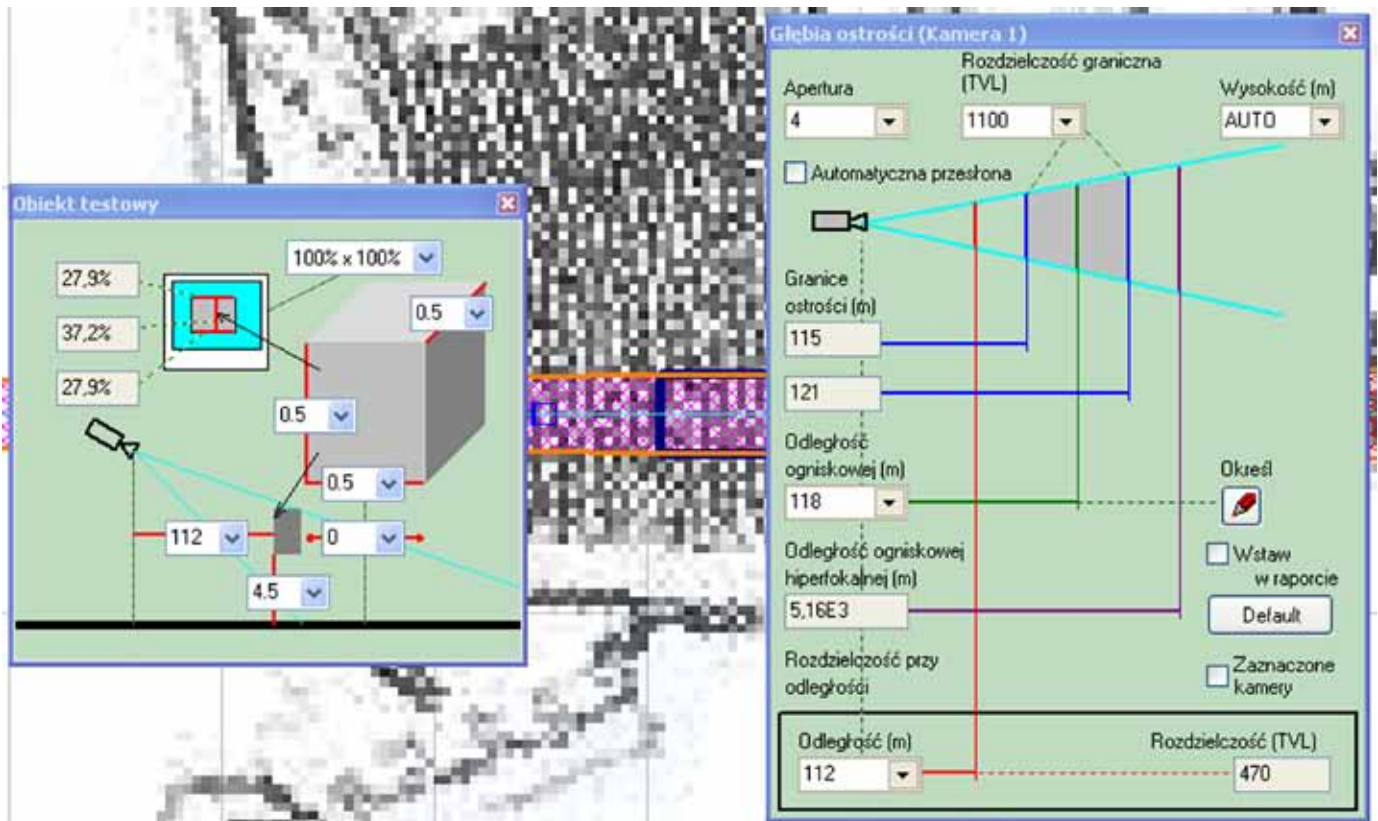 Obiekt testowy
27,9%
100% x 100%
37,2%
0.5
27,9%
0.5
0.5
112
0
4.5
Głębia ostrości (Kamera 1)
Apertura
Rozdzielczość graniczna
(TVL)
Wysokość (m)
4
1100
AUTO
Automatyczna przesłona
Granice
ostrości (m)
115
121
Odległość
ogniskowej (m)
118
Określ
Odległość ogniskowej
hiperfokalnej (m)
5,16E3
Wstaw
w raporcie
Default
Rozdzielczość przy
odległości
Zaznaczone
kamery
Odległość (m)
Rozdzielczość (TVL)
112
470